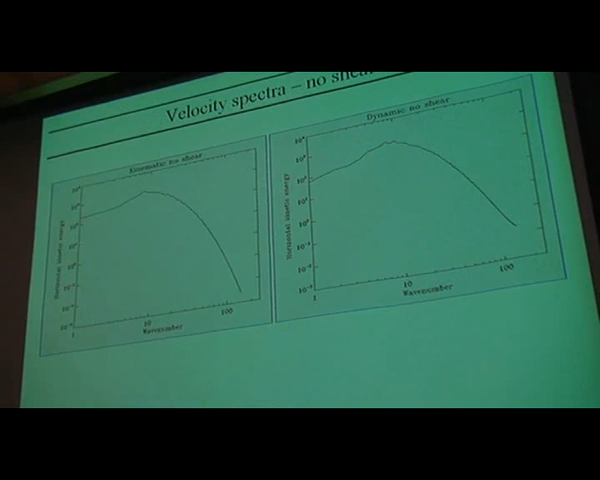 Velocity spectra – no shear
Kinematic no shear
Horizontal kinetic energy
1
10
100
Wavenumber
Dynamic no shear
Horizontal kinetic energy
1
10
100
Wavenumber